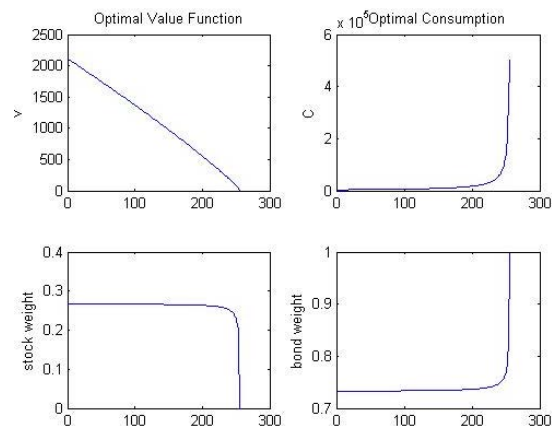 Optimal Value Function
2500
2000
1500
1000
500
0
v
0 100 200 300
x 10⁵ Optimal Consumption
6
4
2
0
C
0 100 200 300
0.4
0.3
0.2
0.1
0
stock weight
0 100 200 300
1
0.9
0.8
0.7
bond weight
0 100 200 300